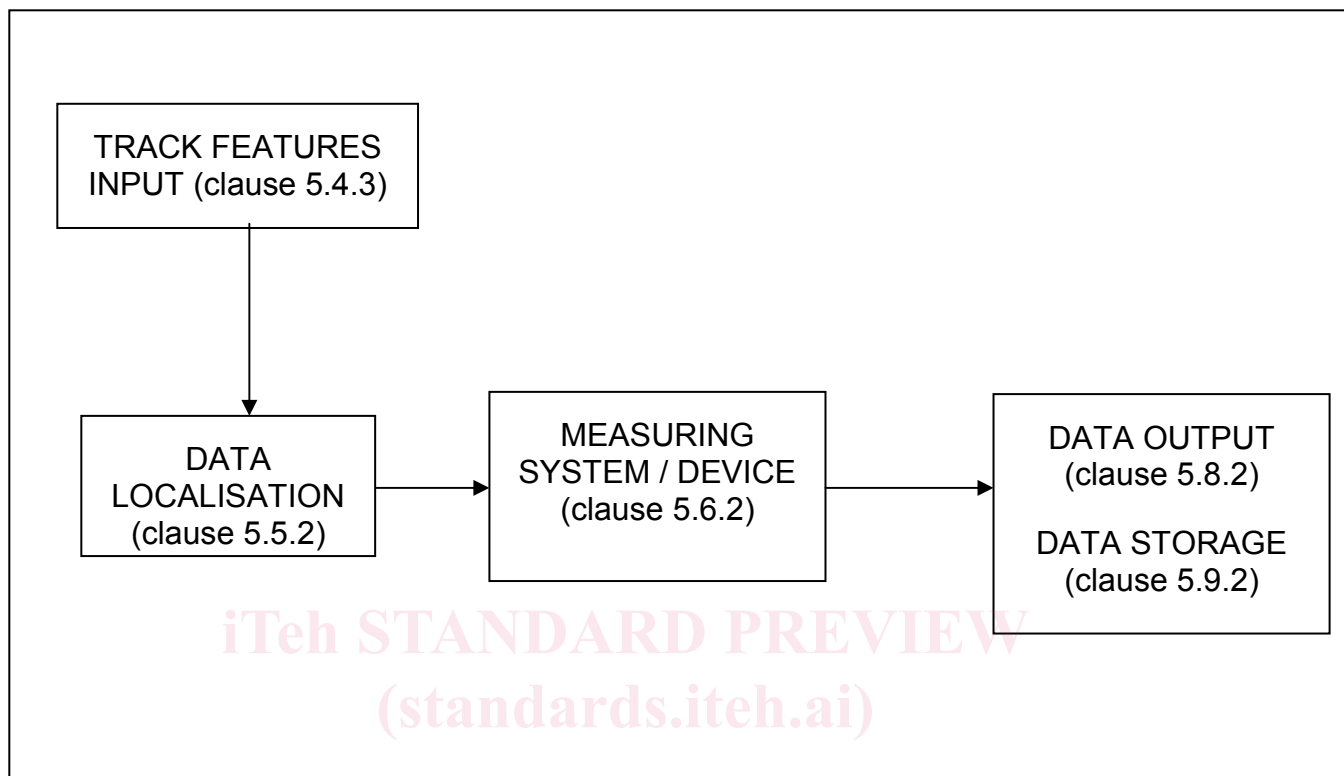 TRACK FEATURES
INPUT (clause 5.4.3)
DATA
LOCALISATION
(clause 5.5.2)
MEASURING
SYSTEM / DEVICE
(clause 5.6.2)
DATA OUTPUT
(clause 5.8.2)
DATA STORAGE
(clause 5.9.2)
iTeh STANDARD PREVIEW
(standards.iteh.ai)